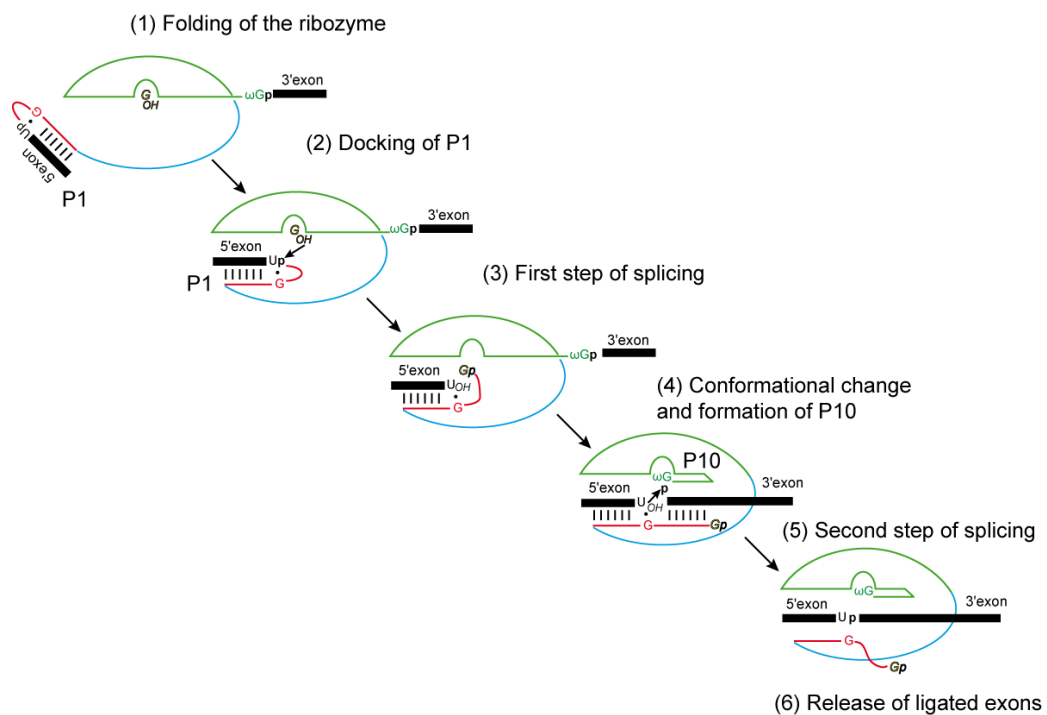 (1) Folding of the ribozyme
3'exon
G
OH
ωGp
G
Up
5'exon
P1
(2) Docking of P1
3'exon
G
OH
ωGp
5'exon
Up
P1
G
(3) First step of splicing
3'exon
ωGp
5'exon
Gp
UOH
G
(4) Conformational change
and formation of P10
P10
ωG
3'exon
5'exon
p
UOH
G
Gp
(5) Second step of splicing
ωG
5'exon
3'exon
Up
G
Gp
(6) Release of ligated exons